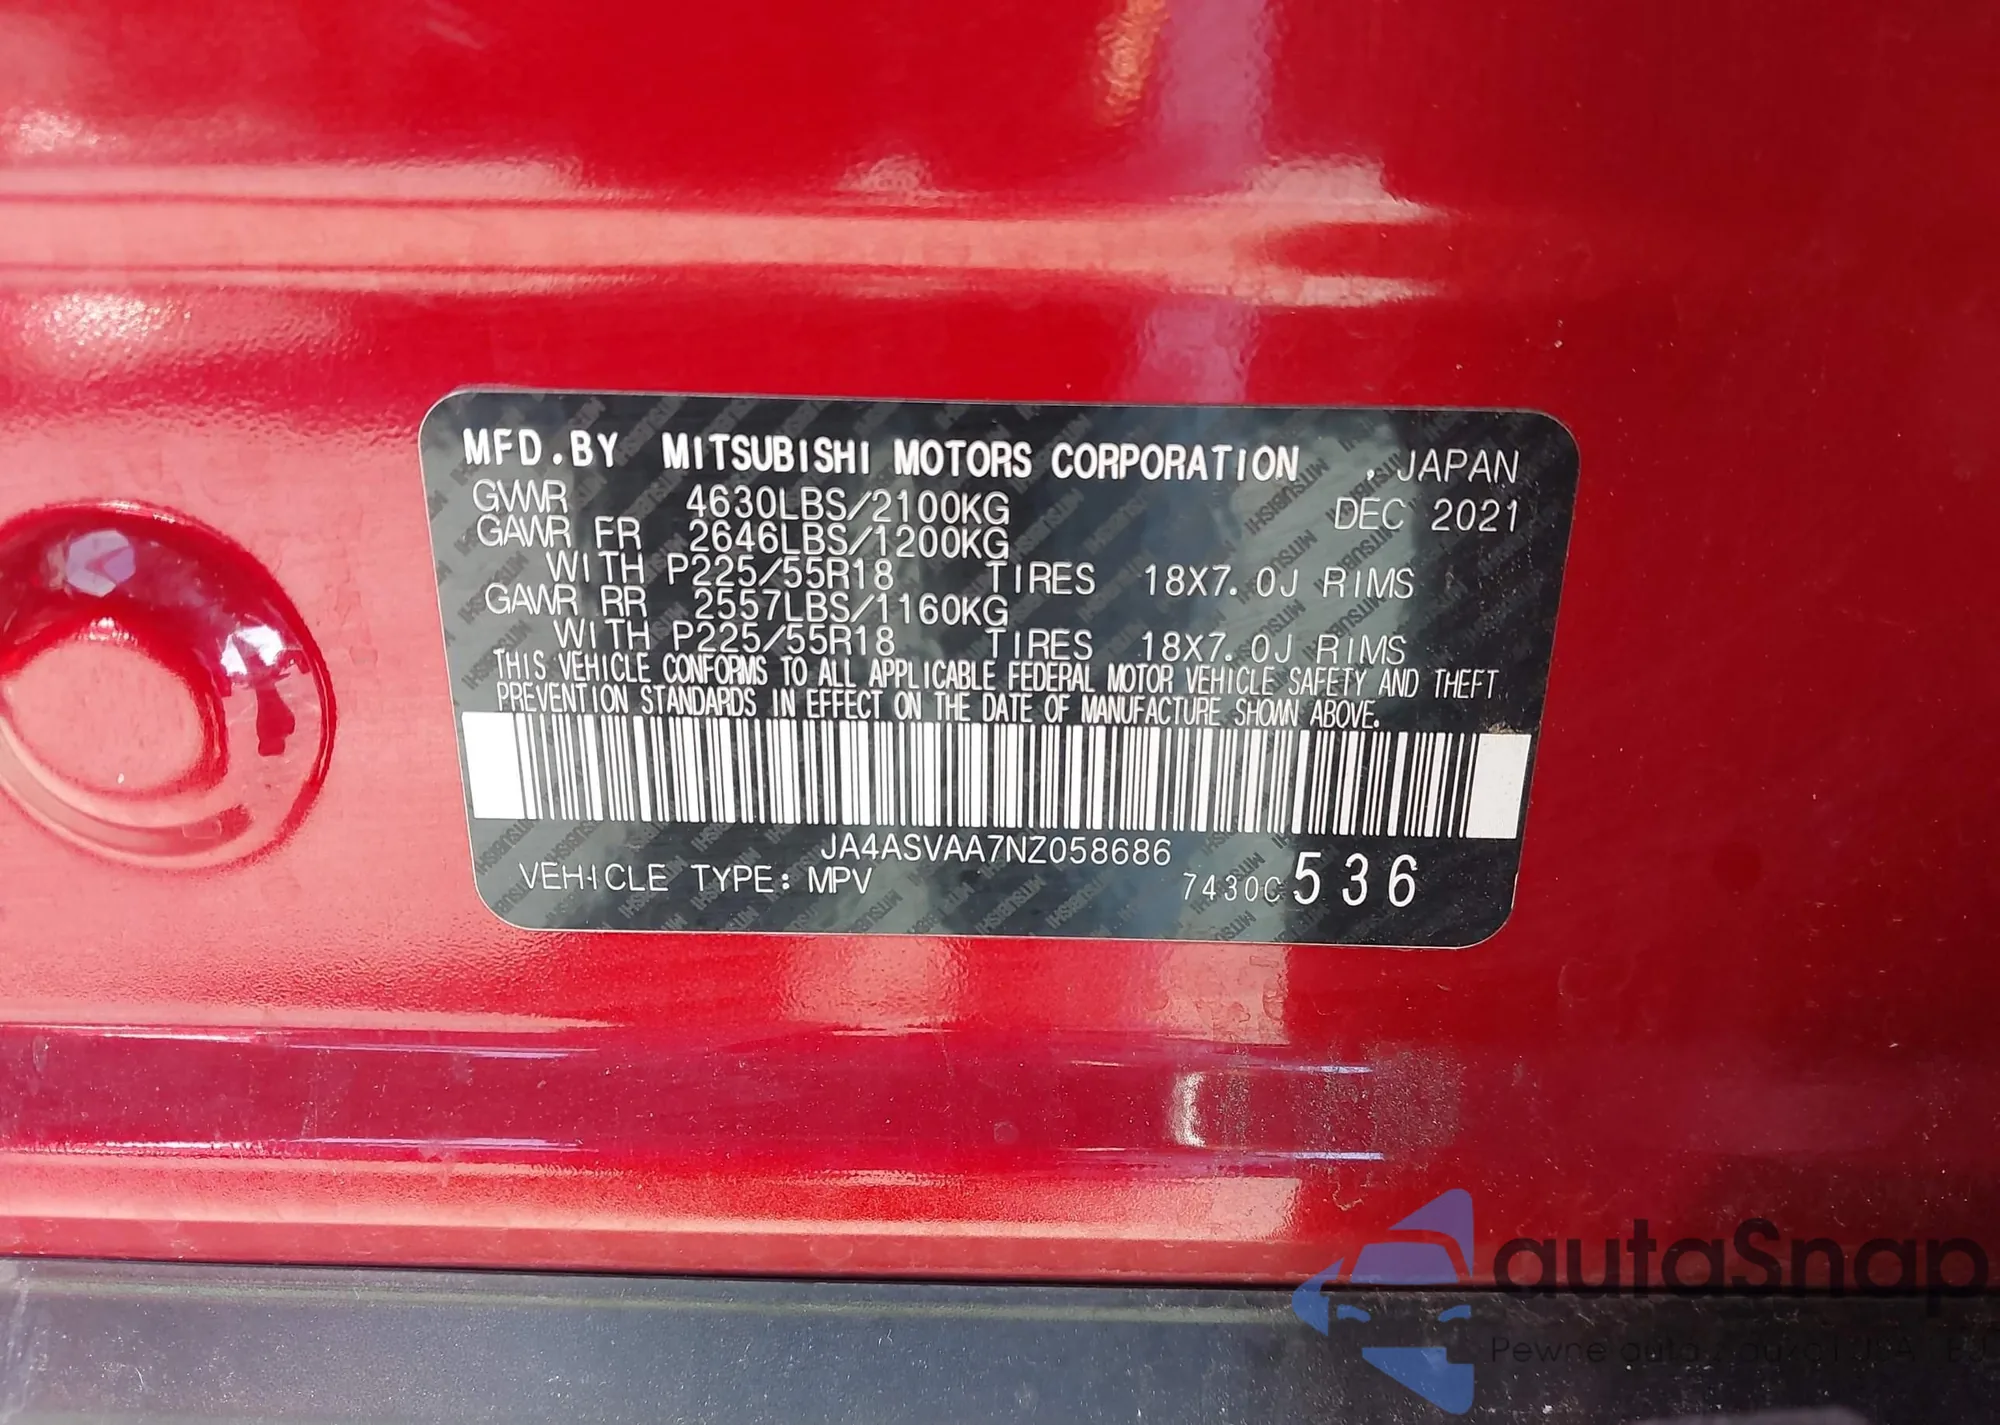 MFD.BY MITSUBISHI MOTORS CORPORATION . JAPAN
GVWR 4630LBS/2100KG DEC 2021
GAWR FR 2646LBS/1200KG
WITH P225/55R18 TIRES 18X7.0J RIMS
GAWR RR 2557LBS/1160KG
WITH P225/55R18 TIRES 18X7.0J RIMS
THIS VEHICLE CONFORMS TO ALL APPLICABLE FEDERAL MOTOR VEHICLE SAFETY AND THEFT
PREVENTION STANDARDS IN EFFECT ON THE DATE OF MANUFACTURE SHOWN ABOVE.
JA4ASVAA7NZ058686
VEHICLE TYPE: MPV 7430C 536
autaSnap
Pewne auta